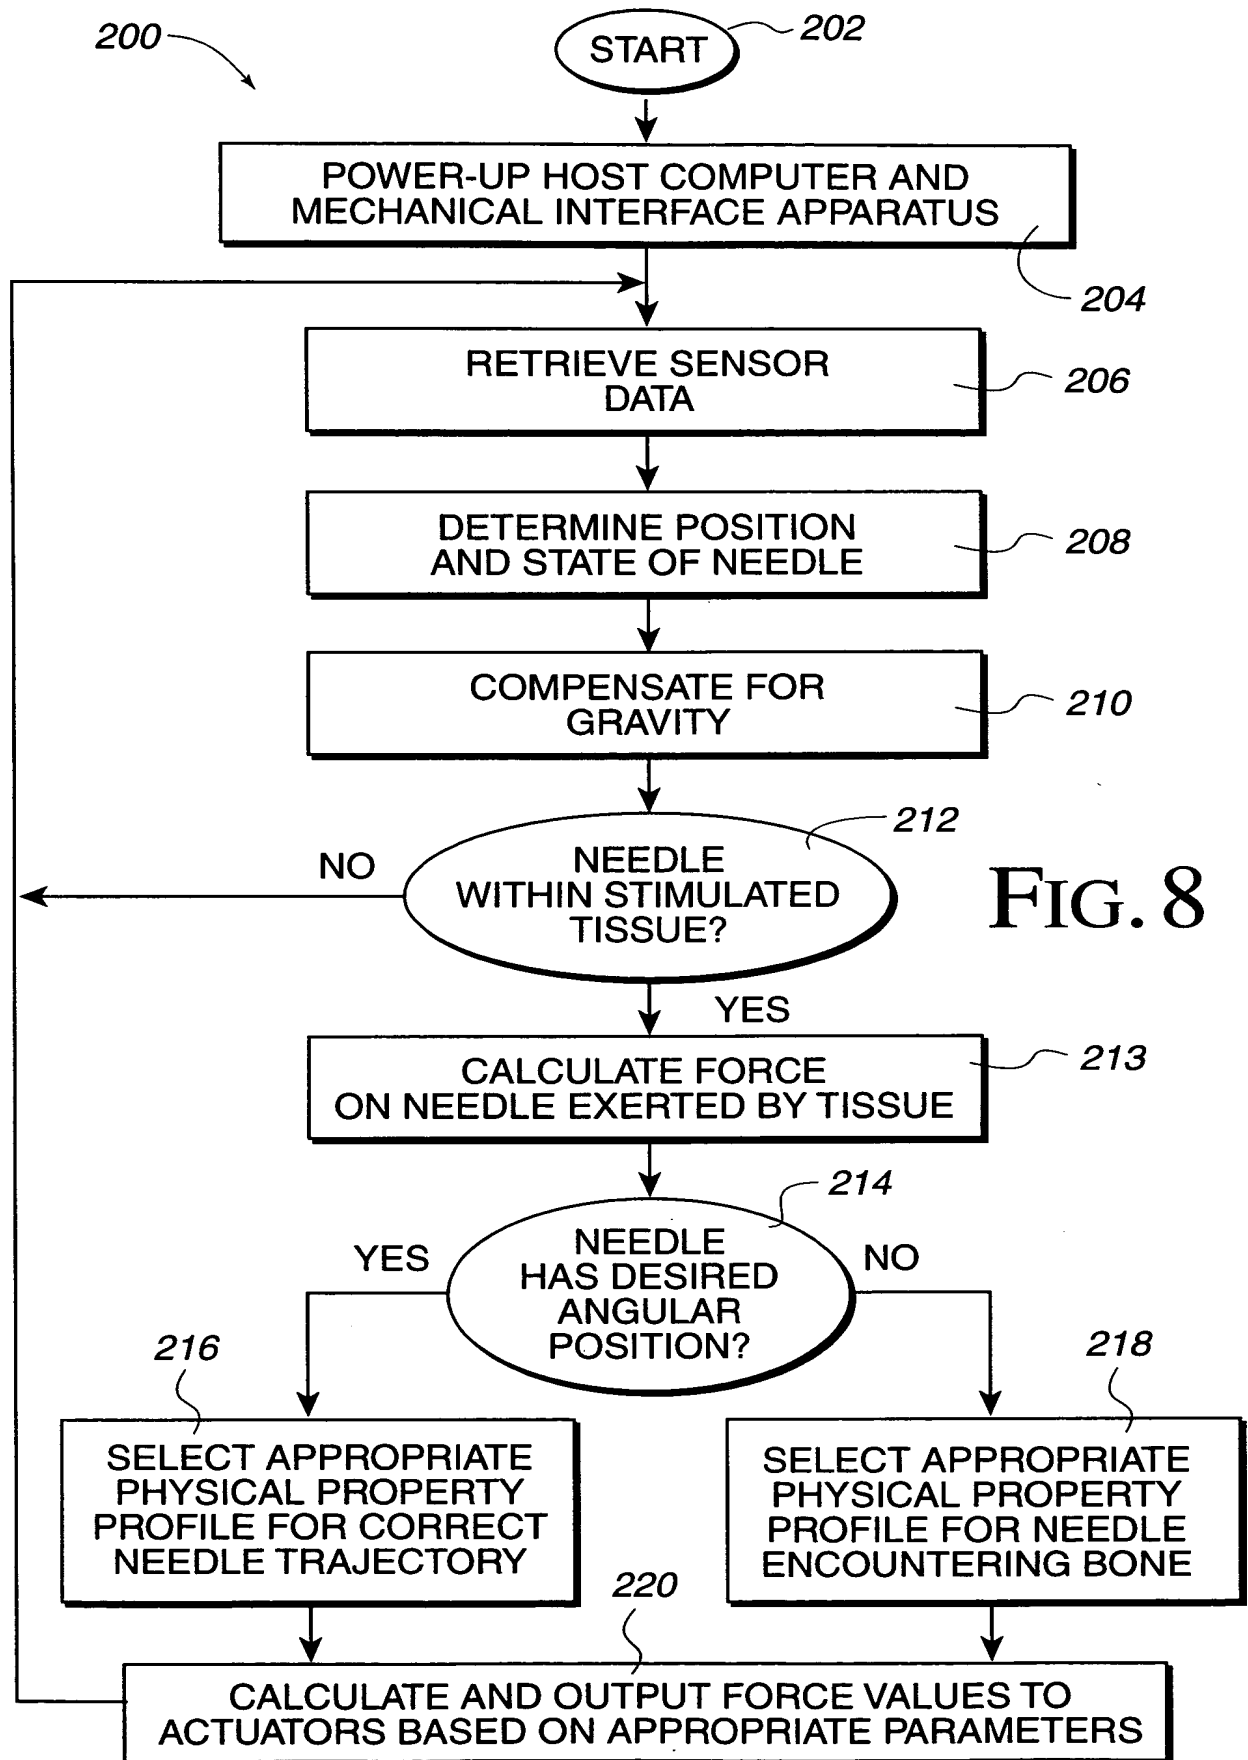 200
START
202
POWER-UP HOST COMPUTER AND
MECHANICAL INTERFACE APPARATUS
204
RETRIEVE SENSOR
DATA
206
DETERMINE POSITION
AND STATE OF NEEDLE
208
COMPENSATE FOR
GRAVITY
210
212
NO
NEEDLE
WITHIN STIMULATED
TISSUE?
FIG. 8
YES
CALCULATE FORCE
ON NEEDLE EXERTED BY TISSUE
213
214
YES
NEEDLE
HAS DESIRED
ANGULAR
POSITION?
NO
216
218
SELECT APPROPRIATE
PHYSICAL PROPERTY
PROFILE FOR CORRECT
NEEDLE TRAJECTORY
SELECT APPROPRIATE
PHYSICAL PROPERTY
PROFILE FOR NEEDLE
ENCOUNTERING BONE
220
CALCULATE AND OUTPUT FORCE VALUES TO
ACTUATORS BASED ON APPROPRIATE PARAMETERS